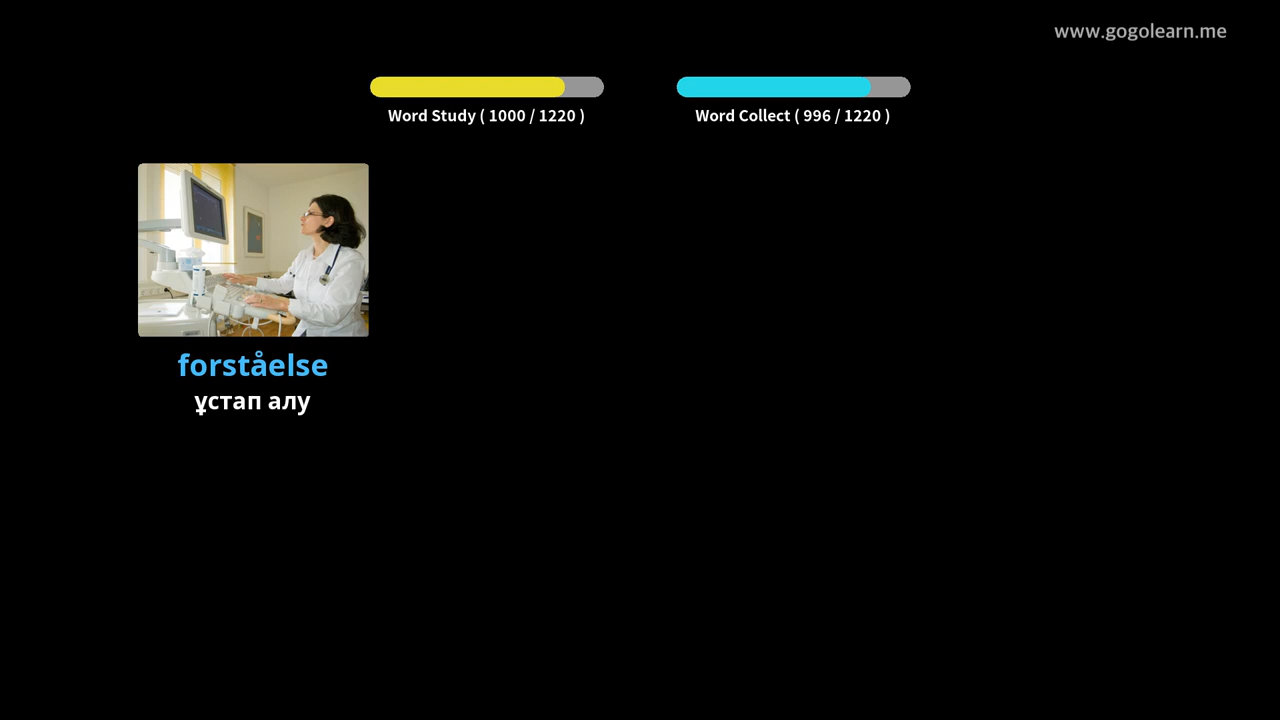 www.gogolearn.me
Word Study ( 1000 / 1220 )
Word Collect ( 996 / 1220 )
forståelse
ұстап алу